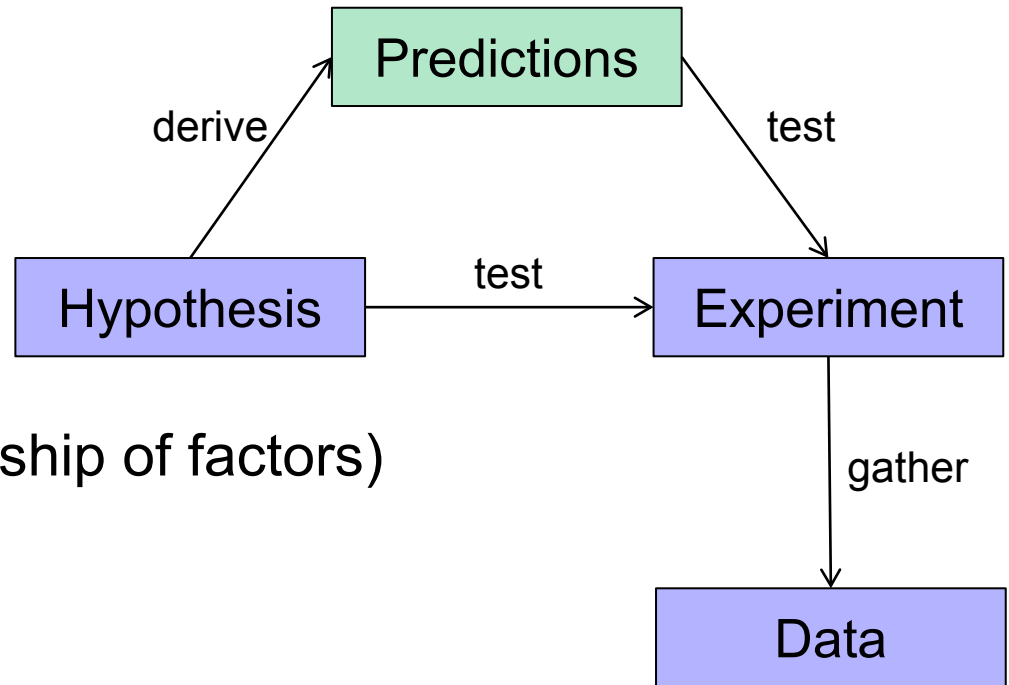 Predictions
derive
test
test
Hypothesis
Experiment
ship of factors)
gather
Data